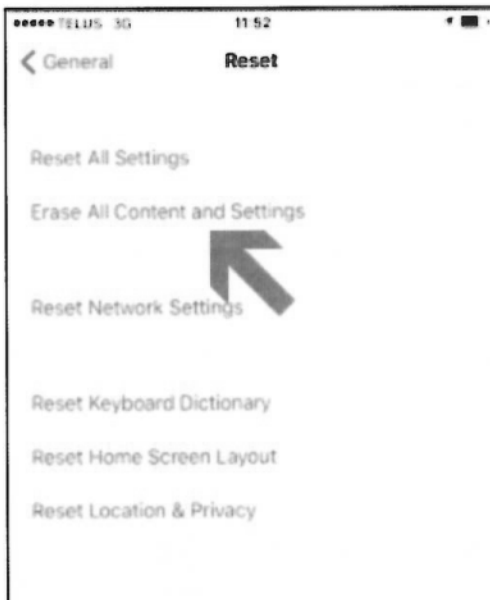 TELUS 3G 11:52
General Reset
Reset All Settings
Erase All Content and Settings
Reset Network Settings
Reset Keyboard Dictionary
Reset Home Screen Layout
Reset Location & Privacy